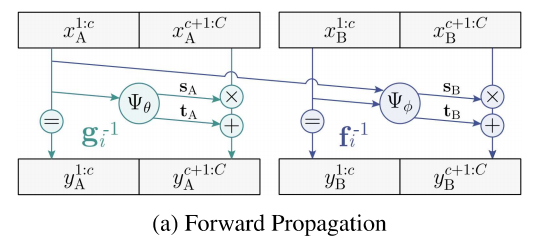 x_A^{1:c} x_A^{c+1:C} x_B^{1:c} x_B^{c+1:C}
Ψ_θ s_A t_A × + = g_i^{-1}
Ψ_ϕ s_B t_B × + = f_i^{-1}
y_A^{1:c} y_A^{c+1:C} y_B^{1:c} y_B^{c+1:C}
(a) Forward Propagation